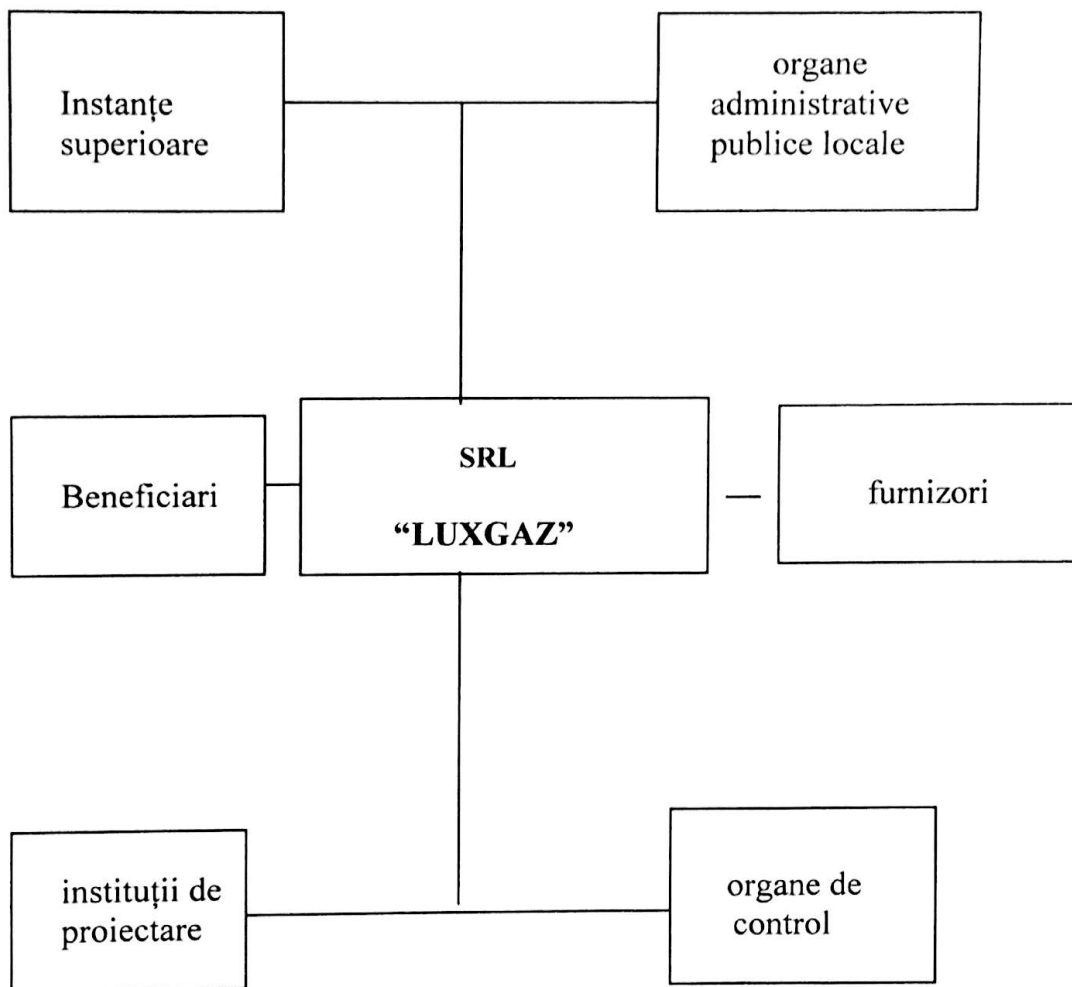 Instanțe
superioare
organe
administrative
publice locale
Beneficiari
SRL
“LUXGAZ”
furnizori
instituții de
proiectare
organe de
control